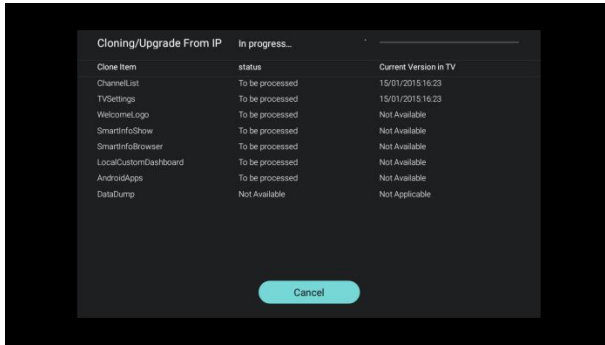 Cloning/Upgrade From IP In progress...
Clone Item status Current Version in TV
ChannelList To be processed 15/01/2015:16:23
TVSettings To be processed 15/01/2015:16:23
WelcomeLogo To be processed Not Available
SmartInfoShow To be processed Not Available
SmartInfoBrowser To be processed Not Available
LocalCustomDashboard To be processed Not Available
AndroidApps To be processed Not Available
DataDump Not Available Not Applicable
Cancel